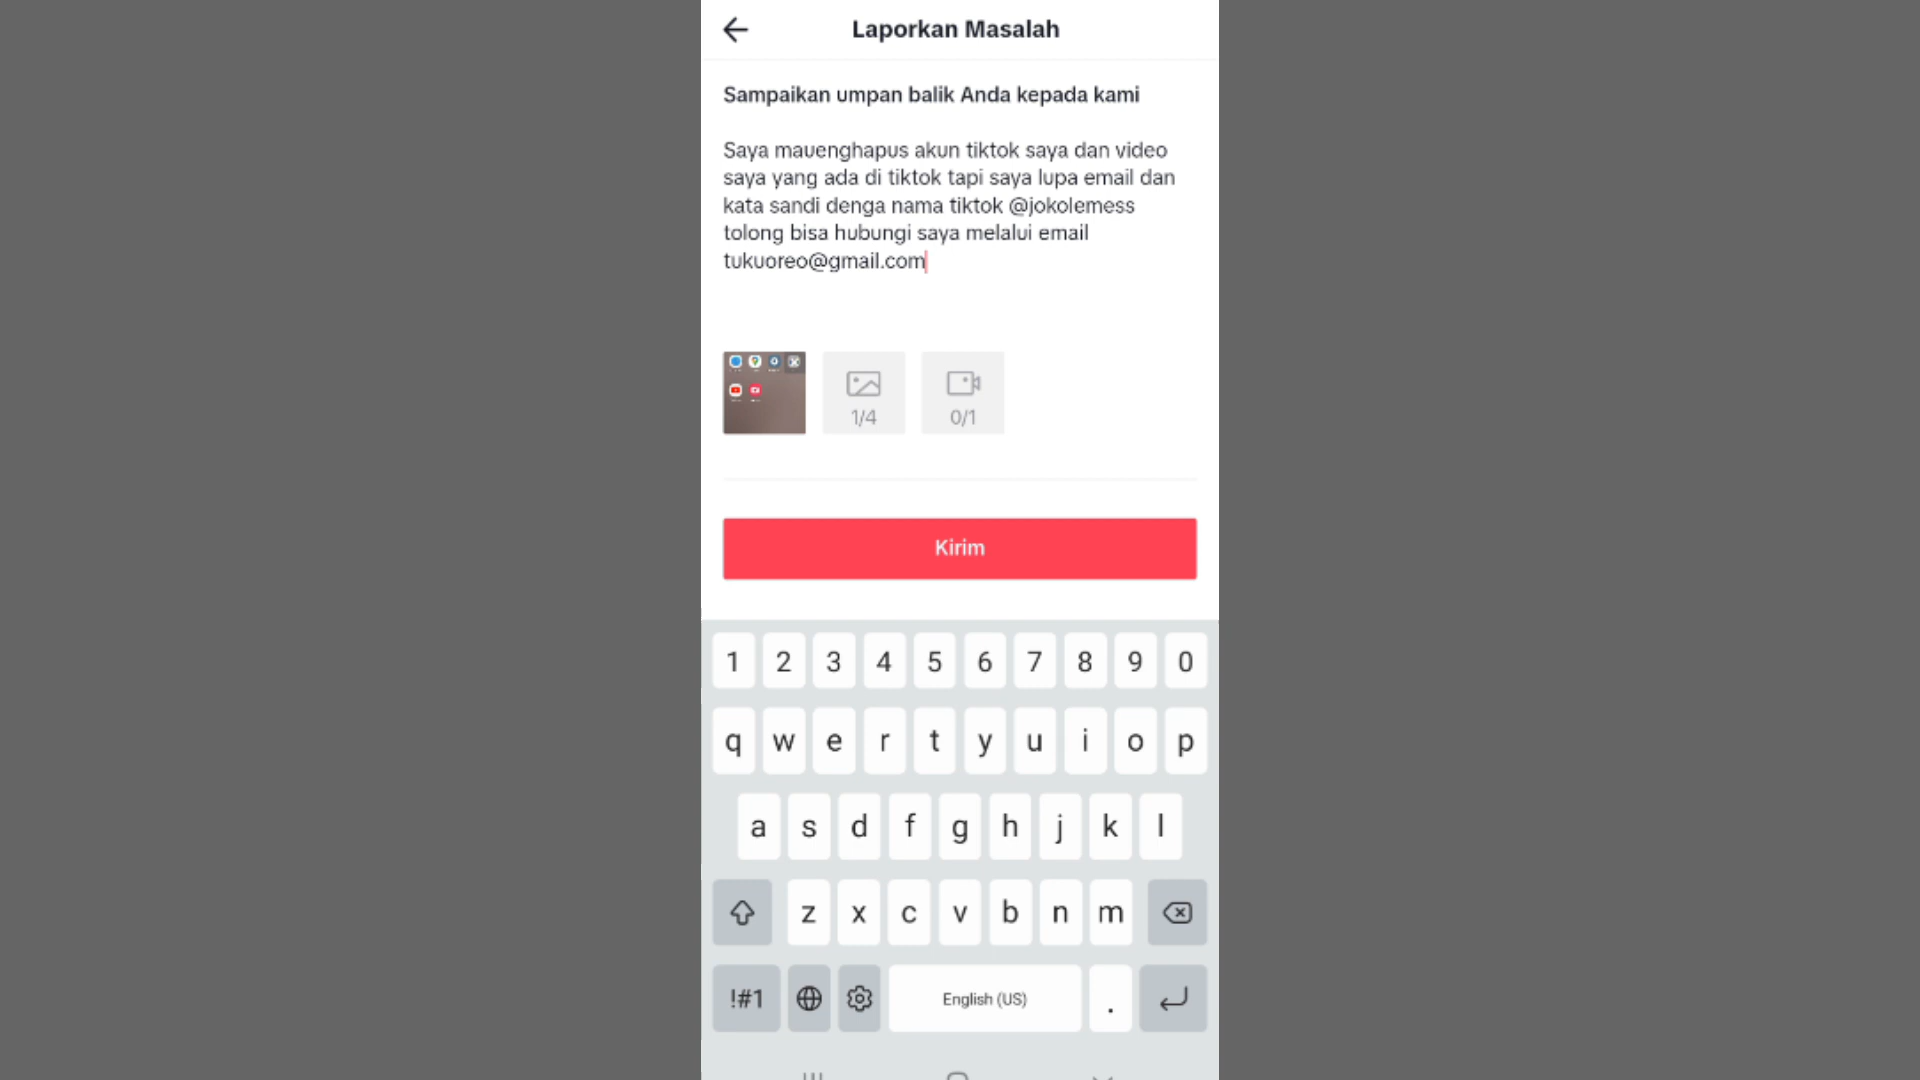 Laporkan Masalah
Sampaikan umpan balik Anda kepada kami
Saya mauenghapus akun tiktok saya dan video
saya yang ada di tiktok tapi saya lupa email dan
kata sandi denga nama tiktok @jokolemess
tolong bisa hubungi saya melalui email
tukuoreo@gmail.com
1/4
0/1
Kirim
1 2 3 4 5 6 7 8 9 0
q w e r t y u i o p
a s d f g h j k l
z x c v b n m
!#1 English (US) .